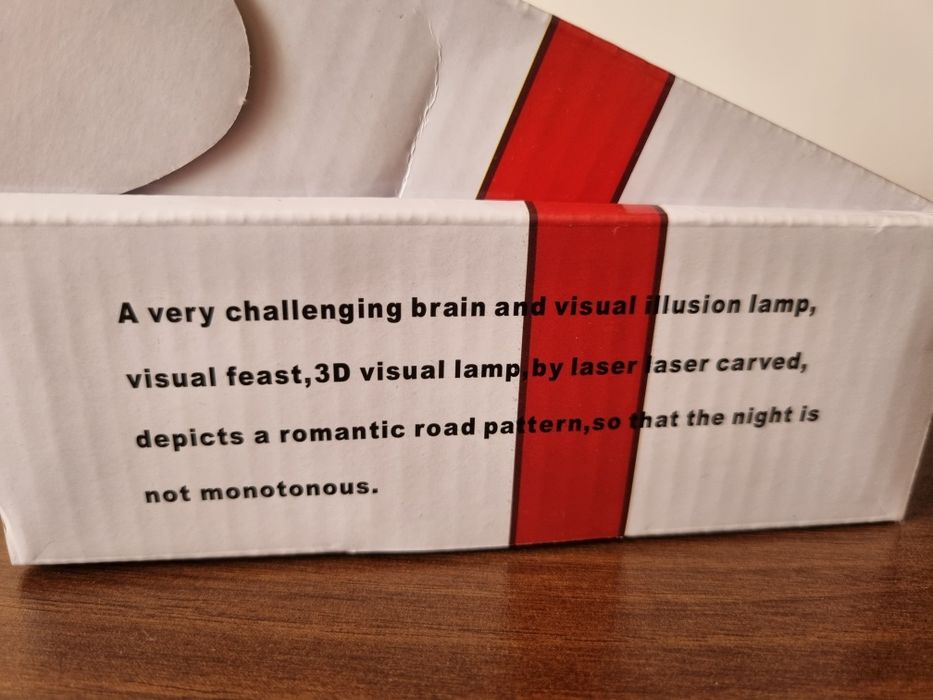 A very challenging brain and visual illusion lamp,
visual feast,3D visual lamp,by laser laser carved,
depicts a romantic road pattern,so that the night is
not monotonous.